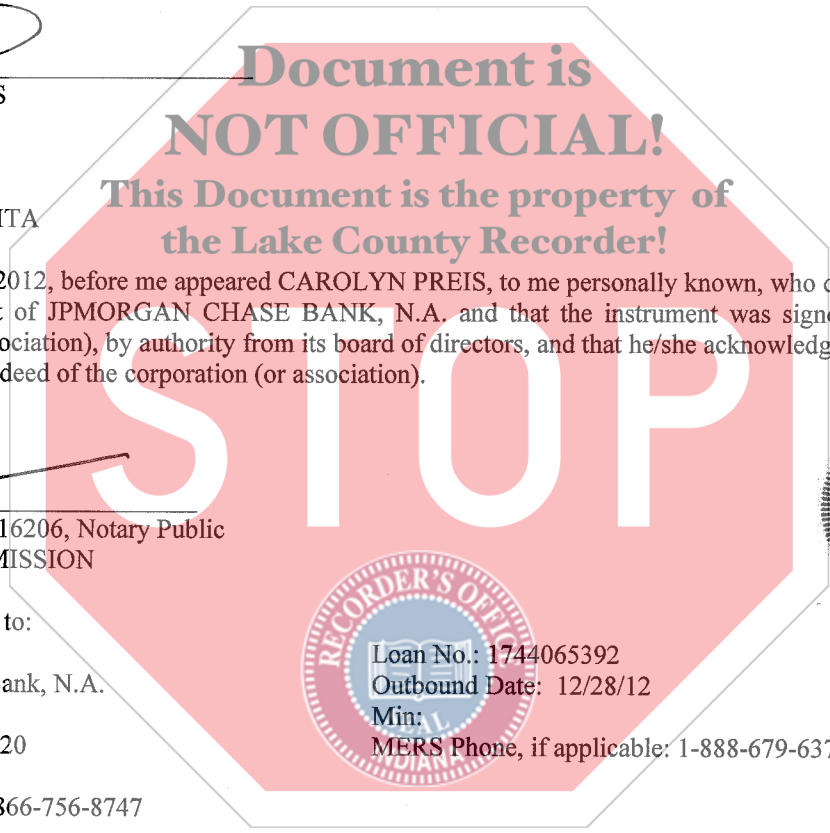 Document is
S
NOT OFFICIAL!
This Document is the property of
ITA
the Lake County Recorder!
2012, before me appeared CAROLYN PREIS, to me personally known, who
of JPMORGAN CHASE BANK, N.A. and that the instrument was signe
ociation), by authority from its board of directors, and that he/she acknowledg
deed of the corporation (or association).
STOP
16206, Notary Public
MISSION
RECORDER'S OFFICE
to:
Loan No.: 1744065392
ank, N.A.
Outbound Date: 12/28/12
Min:
SEAL
20
MERS Phone, if applicable: 1-888-679-637
INDIANA
866-756-8747